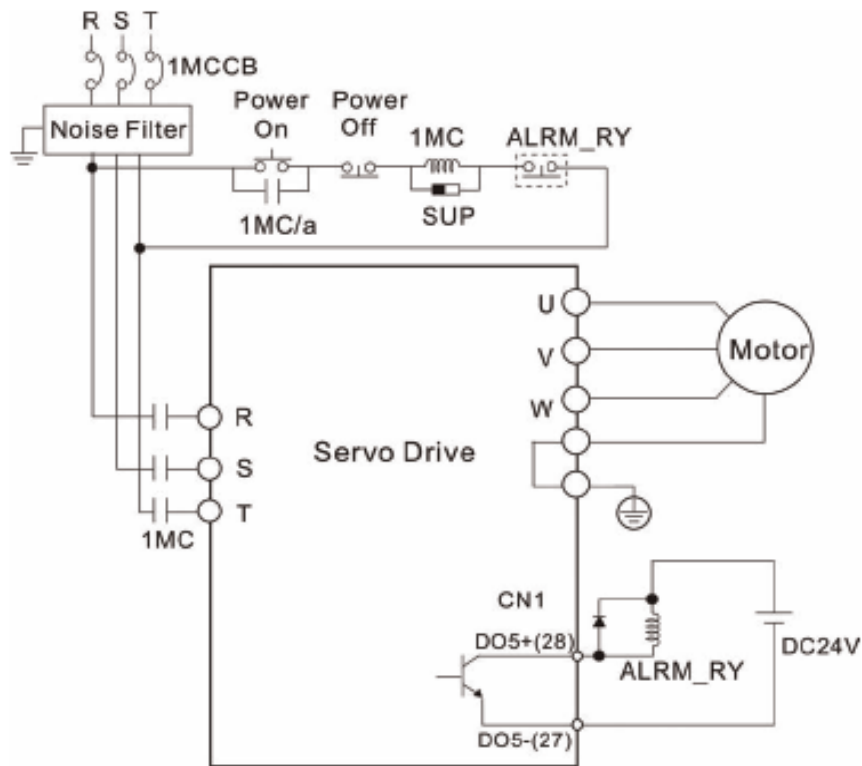 R S T
1MCCB
Noise Filter
Power On
Power Off
1MC
ALRM_RY
1MC/a
SUP
U
V
Motor
W
R
Servo Drive
S
T
1MC
CN1
DO5+(28)
ALRM_RY
DC24V
DO5-(27)